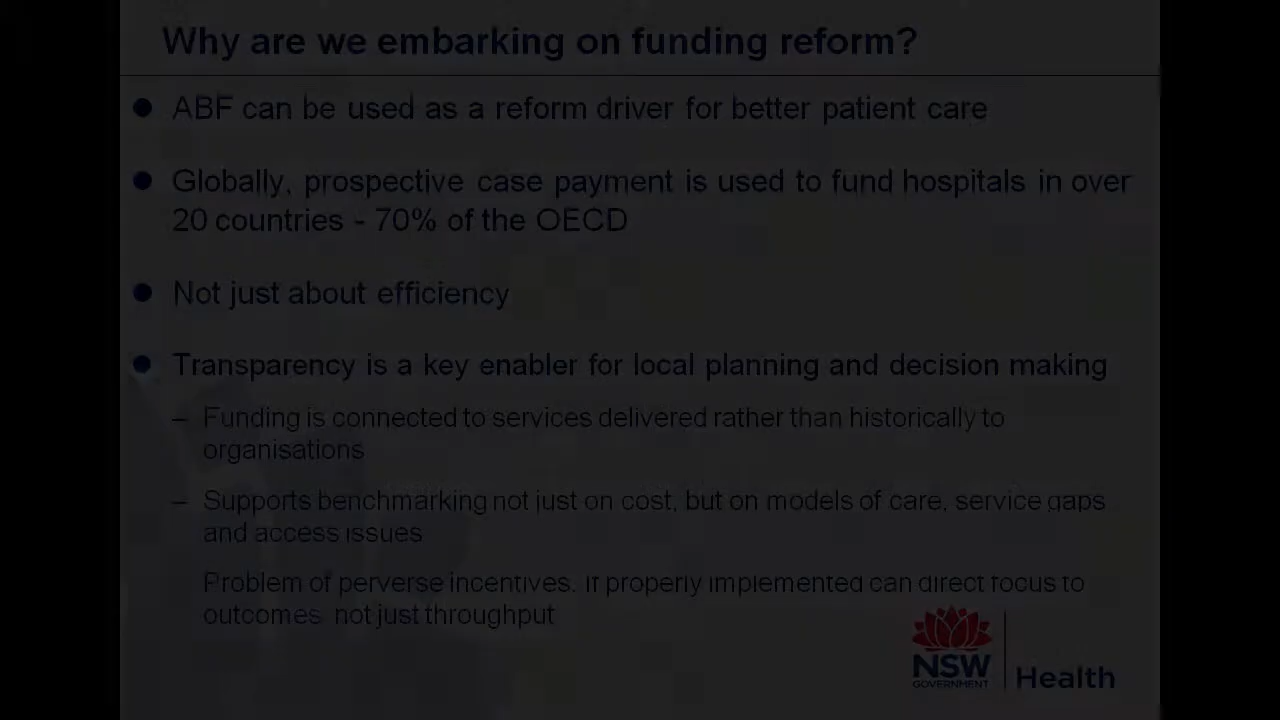 Why are we embarking on funding reform?
● ABF can be used as a reform driver for better patient care
● Globally, prospective case payment is used to fund hospitals in over
20 countries - 70% of the OECD
● Not just about efficiency
● Transparency is a key enabler for local planning and decision making
– Funding is connected to services delivered rather than historically to
organisations
– Supports benchmarking not just on cost, but on models of care, service gaps
and access issues
Problem of perverse incentives. If properly implemented can direct focus to
outcomes not just throughput
NSW
GOVERNMENT
Health